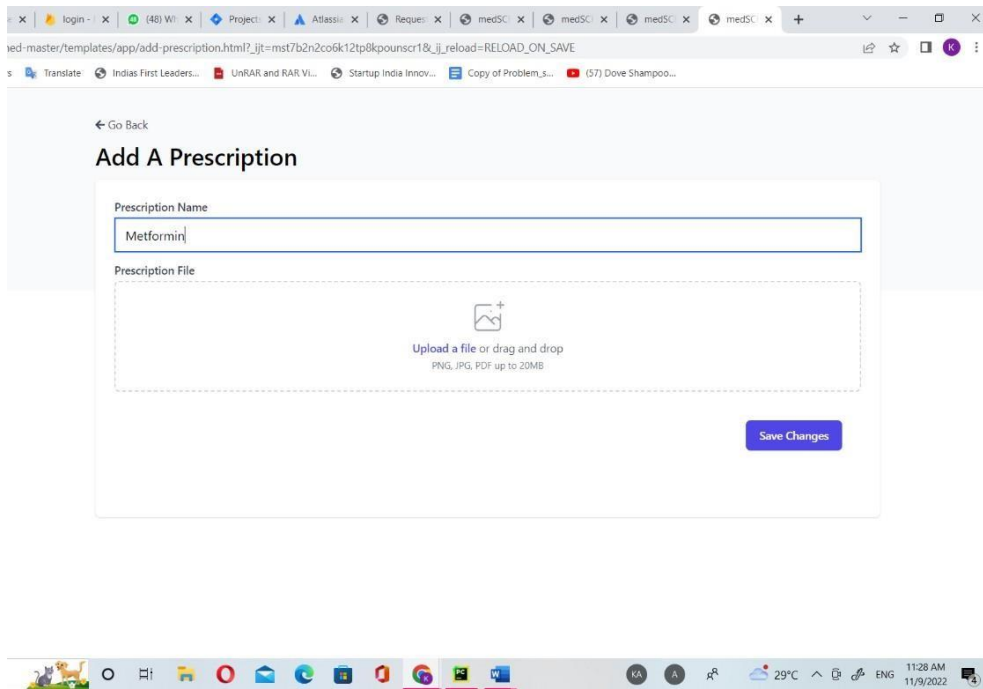 login -
(48) Wh
Project:
Atlassia
Reques
medSC
medSC
medSC
medSC
ned-master/templates/app/add-prescription.html?_ijt=mst7b2n2co6k12tp8kpounscr1&_ij_reload=RELOAD_ON_SAVE
K
s Translate Indias First Leaders... UnRAR and RAR Vi... Startup India Innov... Copy of Problem_s... (57) Dove Shampoo...
← Go Back
Add A Prescription
Prescription Name
Metformin
Prescription File
Upload a file or drag and drop
PNG, JPG, PDF up to 20MB
Save Changes
KA A 29°C ENG 11:28 AM
11/9/2022
4